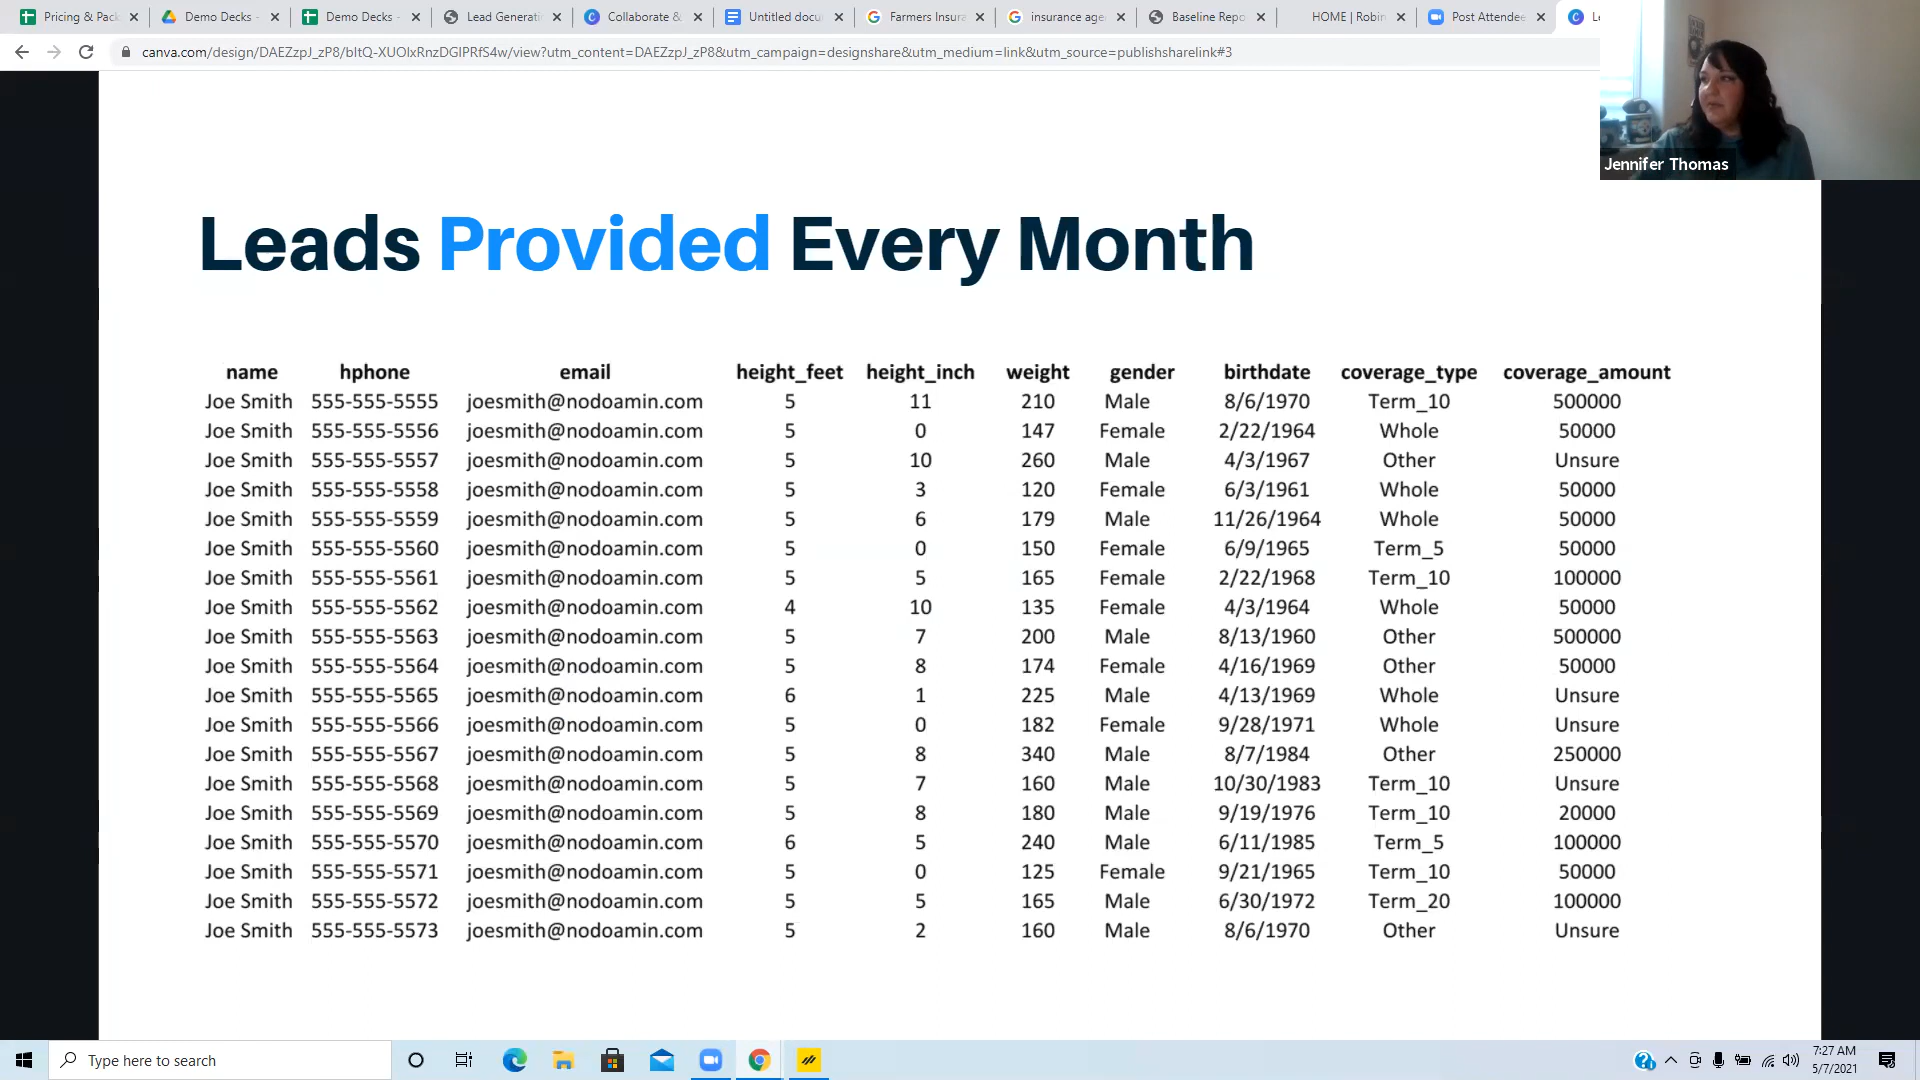 Pricing & Pack
Demo Decks -
Demo Decks -
Lead Generati
Collaborate &
Untitled docu
Farmers Insura
insurance age
Baseline Repo
HOME | Robin
Post Attendee
canva.com/design/DAEZzpJ_zP8/bItQ-XUOIxRnzDGIPRfS4w/view?utm_content=DAEZzpJ_zP8&utm_campaign=designshare&utm_medium=link&utm_source=publishsharelink#3
Jennifer Thomas
Leads Provided Every Month
name hphone email height_feet height_inch weight gender birthdate coverage_type coverage_amount
Joe Smith 555-555-5555 joesmith@nodoamin.com 5 11 210 Male 8/6/1970 Term_10 500000
Joe Smith 555-555-5556 joesmith@nodoamin.com 5 0 147 Female 2/22/1964 Whole 50000
Joe Smith 555-555-5557 joesmith@nodoamin.com 5 10 260 Male 4/3/1967 Other Unsure
Joe Smith 555-555-5558 joesmith@nodoamin.com 5 3 120 Female 6/3/1961 Whole 50000
Joe Smith 555-555-5559 joesmith@nodoamin.com 5 6 179 Male 11/26/1964 Whole 50000
Joe Smith 555-555-5560 joesmith@nodoamin.com 5 0 150 Female 6/9/1965 Term_5 50000
Joe Smith 555-555-5561 joesmith@nodoamin.com 5 5 165 Female 2/22/1968 Term_10 100000
Joe Smith 555-555-5562 joesmith@nodoamin.com 4 10 135 Female 4/3/1964 Whole 50000
Joe Smith 555-555-5563 joesmith@nodoamin.com 5 7 200 Male 8/13/1960 Other 500000
Joe Smith 555-555-5564 joesmith@nodoamin.com 5 8 174 Female 4/16/1969 Other 50000
Joe Smith 555-555-5565 joesmith@nodoamin.com 6 1 225 Male 4/13/1969 Whole Unsure
Joe Smith 555-555-5566 joesmith@nodoamin.com 5 0 182 Female 9/28/1971 Whole Unsure
Joe Smith 555-555-5567 joesmith@nodoamin.com 5 8 340 Male 8/7/1984 Other 250000
Joe Smith 555-555-5568 joesmith@nodoamin.com 5 7 160 Male 10/30/1983 Term_10 Unsure
Joe Smith 555-555-5569 joesmith@nodoamin.com 5 8 180 Male 9/19/1976 Term_10 20000
Joe Smith 555-555-5570 joesmith@nodoamin.com 6 5 240 Male 6/11/1985 Term_5 100000
Joe Smith 555-555-5571 joesmith@nodoamin.com 5 0 125 Female 9/21/1965 Term_10 50000
Joe Smith 555-555-5572 joesmith@nodoamin.com 5 5 165 Male 6/30/1972 Term_20 100000
Joe Smith 555-555-5573 joesmith@nodoamin.com 5 2 160 Male 8/6/1970 Other Unsure
Type here to search
7:27 AM
5/7/2021